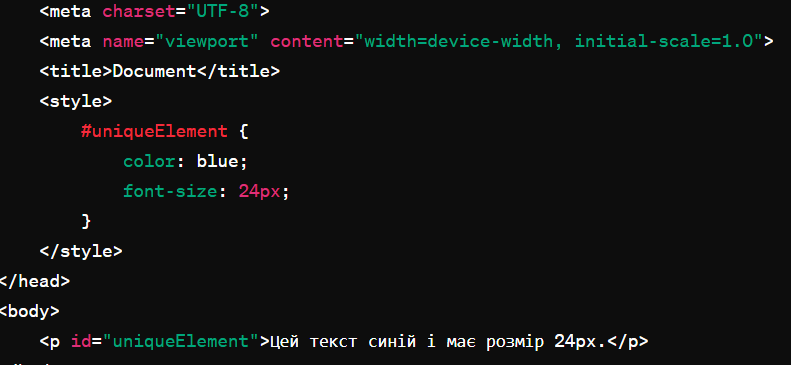 <meta charset="UTF-8">
<meta name="viewport" content="width=device-width, initial-scale=1.0">
<title>Document</title>
<style>
#uniqueElement {
color: blue;
font-size: 24px;
}
</style>
</head>
<body>
<p id="uniqueElement">Цей текст синій і має розмір 24px.</p>